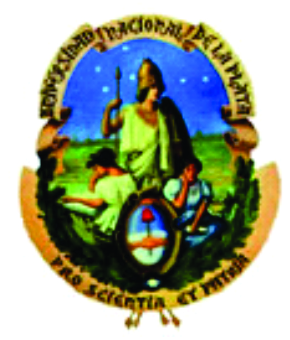 UNIVERSIDAD NACIONAL DE LA PLATA
PRO SCIENTIA ET PATRIA